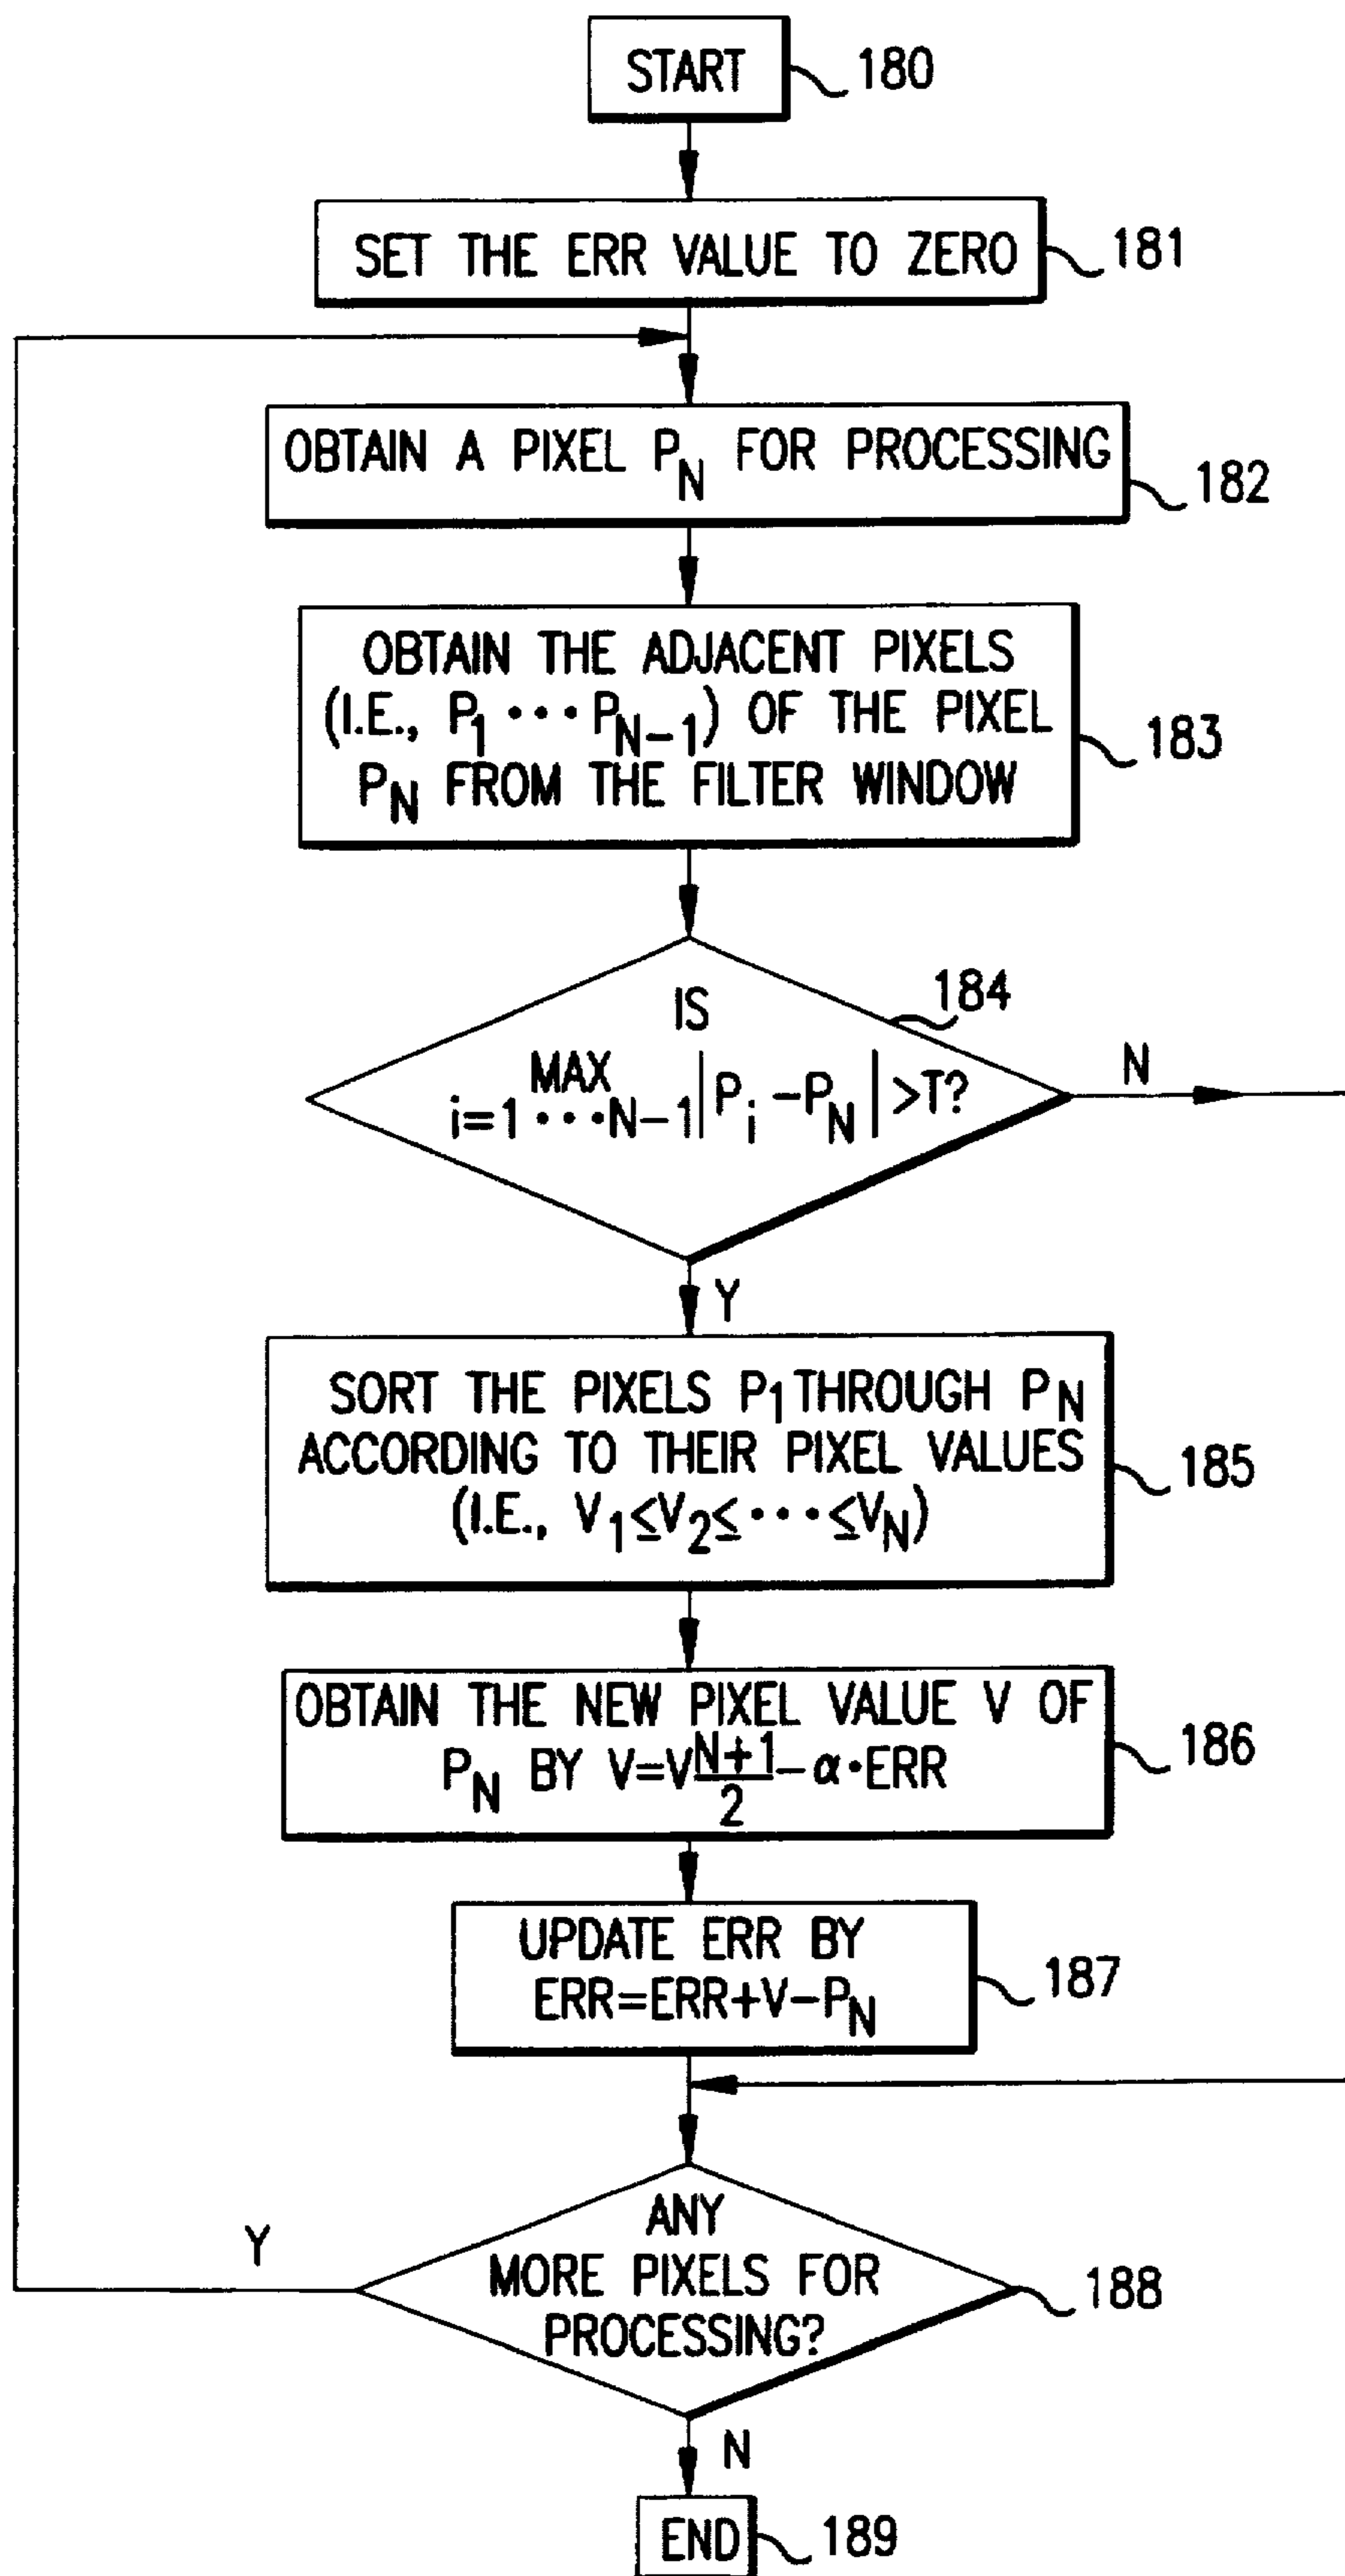 START 180
SET THE ERR VALUE TO ZERO 181
OBTAIN A PIXEL P_N FOR PROCESSING 182
OBTAIN THE ADJACENT PIXELS
(I.E., P_1 ··· P_{N-1}) OF THE PIXEL
P_N FROM THE FILTER WINDOW
183
IS
184
MAX
i=1 ···N-1 |P_i -P_N| >T?
N
Y
SORT THE PIXELS P_1 THROUGH P_N
ACCORDING TO THEIR PIXEL VALUES
(I.E., V_1≤V_2≤ ··· ≤V_N)
185
OBTAIN THE NEW PIXEL VALUE V OF
P_N BY V=V_{\frac{N+1}{2}} - α·ERR
186
UPDATE ERR BY
ERR=ERR+V-P_N
187
ANY
MORE PIXELS FOR
PROCESSING?
188
Y
N
END 189